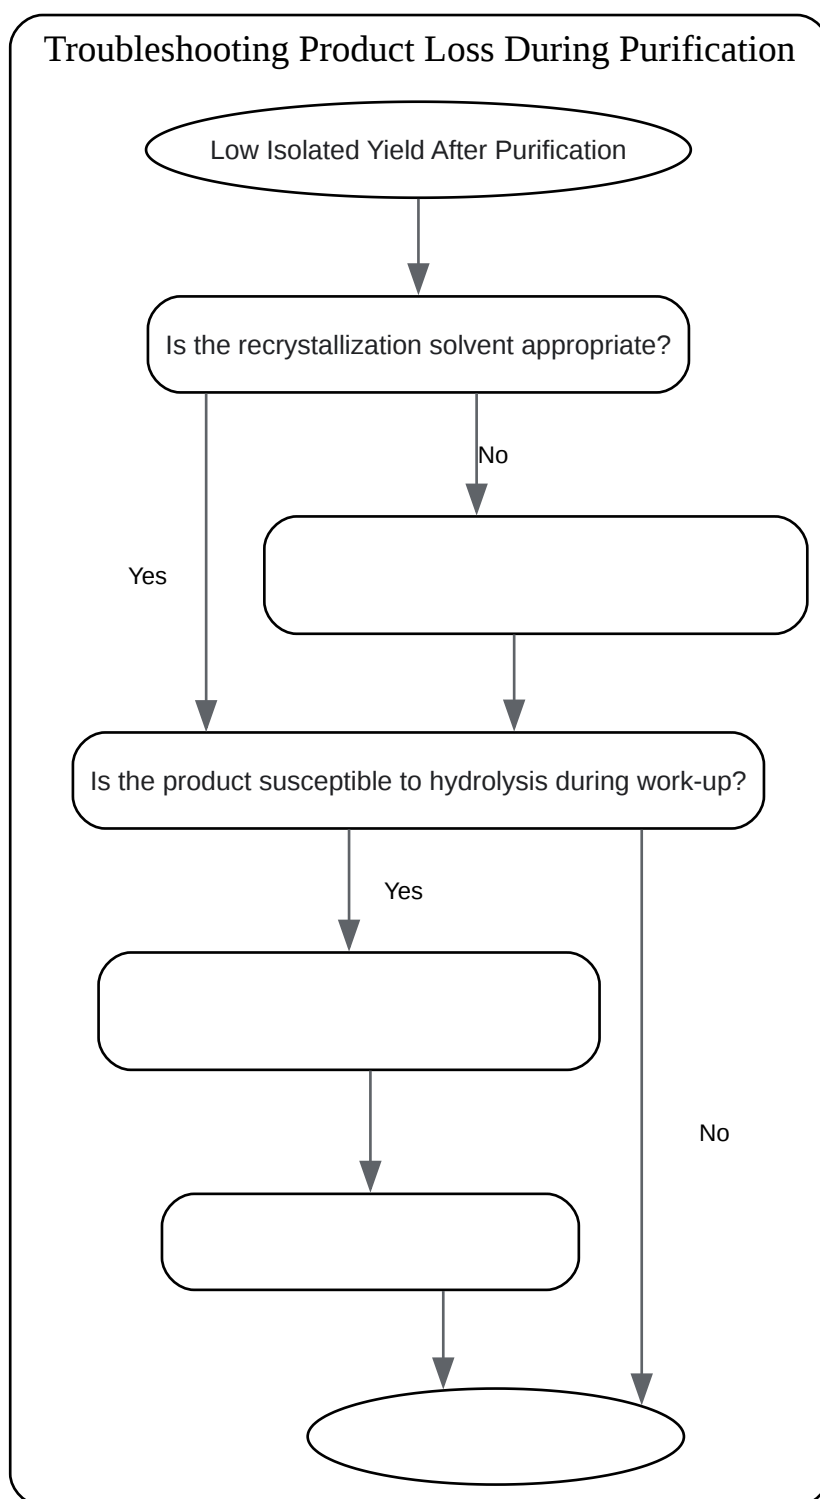 Troubleshooting Product Loss During Purification
Low Isolated Yield After Purification
Is the recrystallization solvent appropriate?
No
Yes
Is the product susceptible to hydrolysis during work-up?
Yes
No